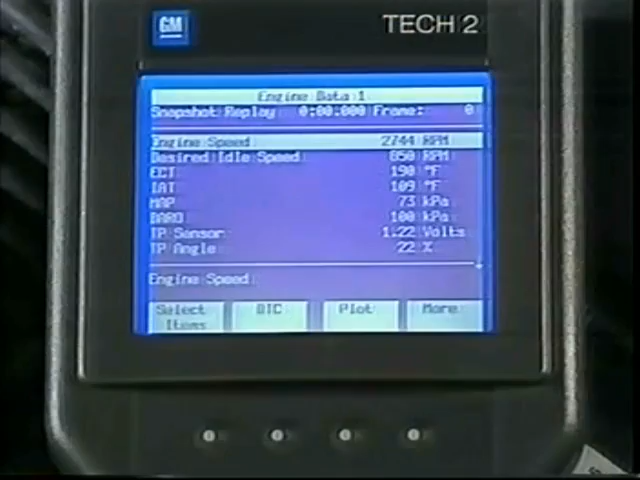 GM
TECH 2
Engine Data 1
Snapshot Replay 0:00.000 Frame: 0
Engine Speed 2744 RPM
Desired Idle Speed 850 RPM
ECT 190 °F
IAT 109 °F
MAP 73 kPa
BARO 100 kPa
TP Sensor 1.22 Volts
TP Angle 22 %
Engine Speed
Select Items
DTC
Plot
More